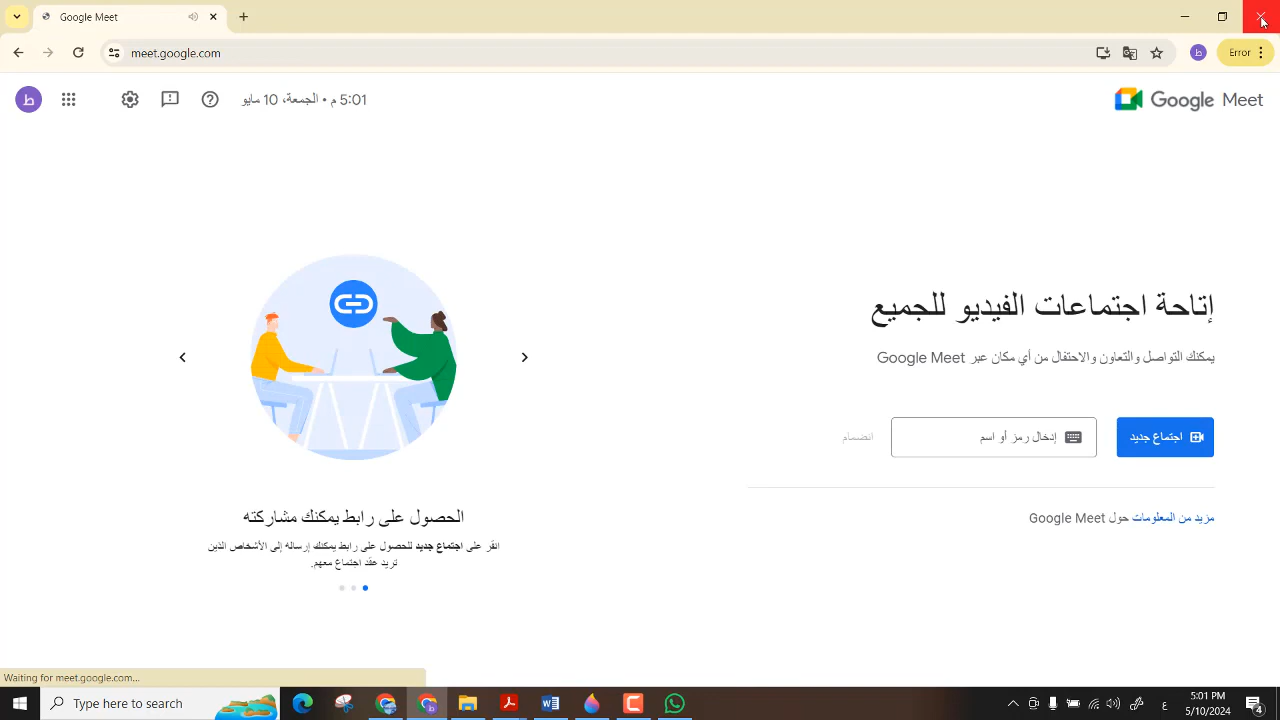 Google Meet
meet.google.com
Error
ط
5:01 م • الجمعة، 10 مايو
Google Meet
إتاحة اجتماعات الفيديو للجميع
يمكنك التواصل والتعاون والاحتفال من أي مكان عبر Google Meet
اجتماع جديد
إدخال رمز أو اسم
انضمام
مزيد من المعلومات حول Google Meet
الحصول على رابط يمكنك مشاركته
انقر على اجتماع جديد للحصول على رابط يمكنك إرساله إلى الأشخاص الذين
تريد عقد اجتماع معهم.
Waiting for meet.google.com...
Type here to search
ع
5:01 PM
5/10/2024
4